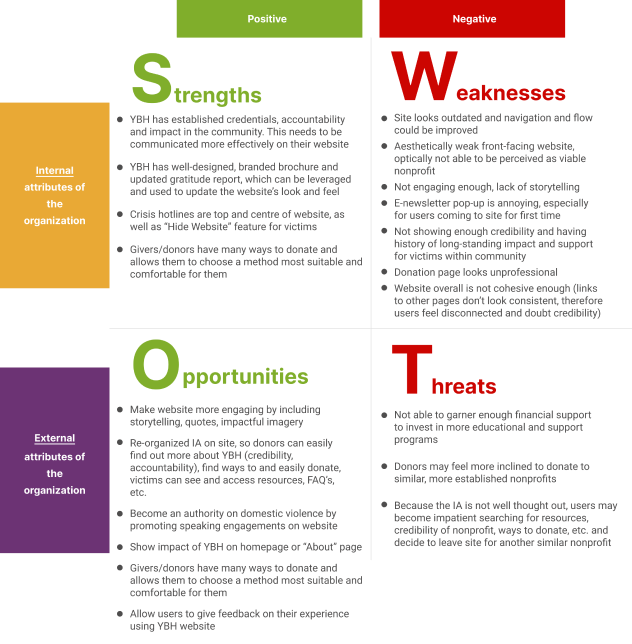 Positive
Negative
Strengths
YBH has established credentials, accountability
and impact in the community. This needs to be
communicated more effectively on their website
YBH has well-designed, branded brochure and
updated gratitude report, which can be leveraged
and used to update the website's look and feel
Crisis hotlines are top and centre of website, as
well as “Hide Website” feature for victims
Givers/donors have many ways to donate and
allows them to choose a method most suitable and
comfortable for them
Weaknesses
Site looks outdated and navigation and flow
could be improved
Aesthetically weak front-facing website,
optically not able to be perceived as viable
nonprofit
Not engaging enough, lack of storytelling
E-newsletter pop-up is annoying, especially
for users coming to site for first time
Not showing enough credibility and having
history of long-standing impact and support
for victims within community
Donation page looks unprofessional
Website overall is not cohesive enough (links
to other pages don't look consistent, therefore
users feel disconnected and doubt credibility)
Internal
attributes of
the
organization
Opportunities
Make website more engaging by including
storytelling, quotes, impactful imagery
Re-organized IA on site, so donors can easily
find out more about YBH (credibility,
accountability), find ways to and easily donate,
victims can see and access resources, FAQ's,
etc.
Become an authority on domestic violence by
promoting speaking engagements on website
Show impact of YBH on homepage or “About” page
Givers/donors have many ways to donate and
allows them to choose a method most suitable and
comfortable for them
Allow users to give feedback on their experience
using YBH website
Threats
Not able to garner enough financial support
to invest in more educational and support
programs
Donors may feel more inclined to donate to
similar, more established nonprofits
Because the IA is not well thought out, users may
become impatient searching for resources,
credibility of nonprofit, ways to donate, etc. and
decide to leave site for another similar nonprofit
External
attributes of
the
organization